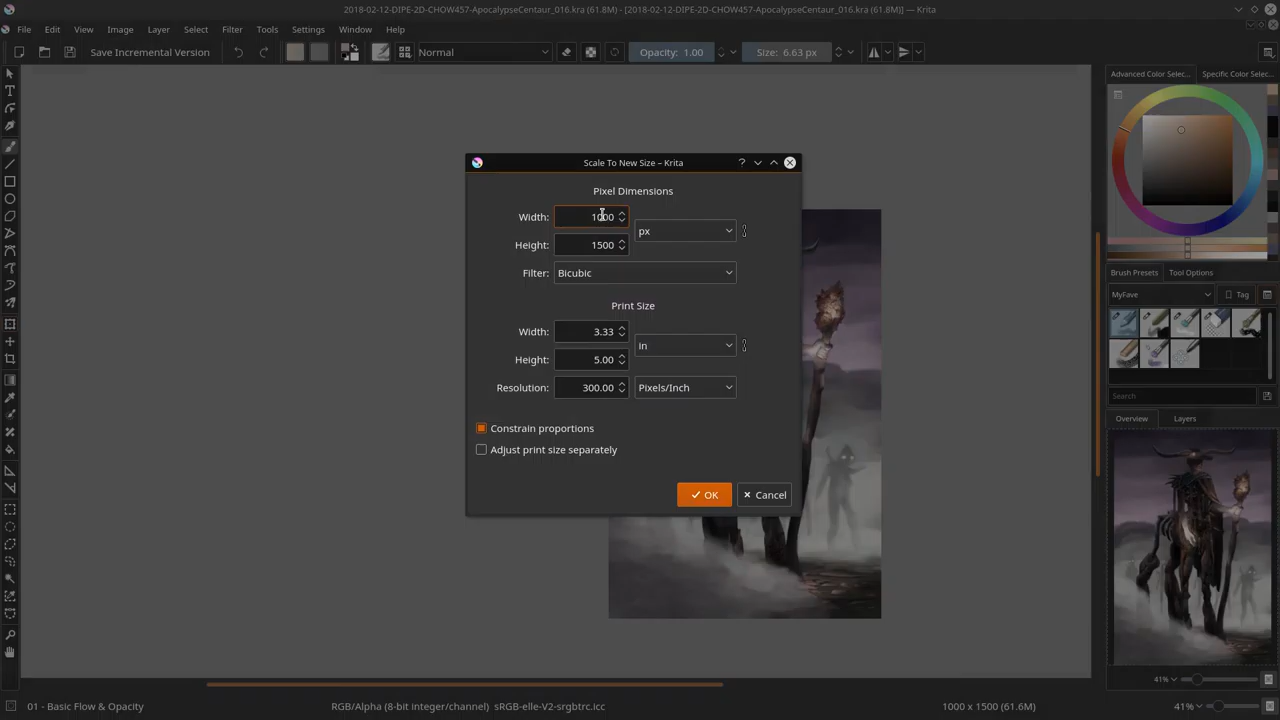 2018-02-12-DIPE-2D-CHOW457-ApocalypseCentaur_016.kra (61.8M) - [2018-02-12-DIPE-2D-CHOW457-ApocalypseCentaur_016.kra (61.8M)] — Krita
File Edit View Image Layer Select Filter Tools Settings Window Help
Save Incremental Version Normal Opacity: 1.00 Size: 6.63 px
Advanced Color Selec... Specific Color Selec...
Scale To New Size – Krita
Pixel Dimensions
Width: 1000
px
Height: 1500
Filter: Bicubic
Print Size
Width: 3.33
in
Height: 5.00
Resolution: 300.00 Pixels/Inch
Constrain proportions
Adjust print size separately
OK Cancel
Brush Presets Tool Options
MyFave Tag
Search
Overview Layers
41%
01 - Basic Flow & Opacity RGB/Alpha (8-bit integer/channel) sRGB-elle-V2-srgbtrc.icc 1000 x 1500 (61.6M) 41%